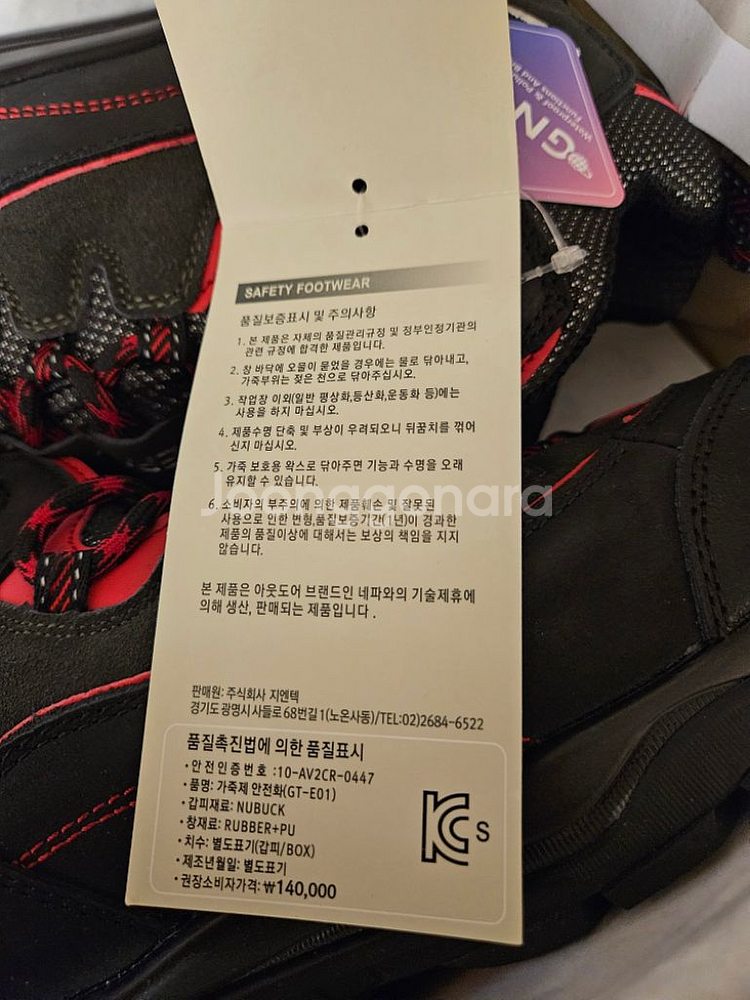 GN
Waterproof &
Functions And
SAFETY FOOTWEAR
품질보증표시 및 주의사항
1. 본 제품은 자체의 품질관리규정 및 정부인정기관의
관련 규정에 합격한 제품입니다.
2. 창 바닥에 오물이 묻었을 경우에는 물로 닦아내고,
가죽부위는 젖은 천으로 닦아주십시오.
3. 작업장 이외(일반 평상화,등산화,운동화 등)에는
사용을 하지 마십시오.
4. 제품수명 단축 및 부상이 우려되오니 뒤꿈치를 꺾어
신지 마십시오.
5. 가죽 보호용 왁스로 닦아주면 기능과 수명을 오래
유지할 수 있습니다.
6. 소비자의 부주의에 의한 제품훼손 및 잘못된
사용으로 인한 변형,품질보증기간(1년)이 경과한
제품의 품질이상에 대해서는 보상의 책임을 지지
않습니다.
Joonggonara
본 제품은 아웃도어 브랜드인 네파와의 기술제휴에
의해 생산, 판매되는 제품입니다 .
판매원: 주식회사 지엔텍
경기도 광명시 사들로 68번길 1(노온사동)/TEL:02)2684-6522
품질촉진법에 의한 품질표시
• 안전인증번호 :10-AV2CR-0447
• 품명: 가죽제 안전화(GT-E01)
• 갑피재료: NUBUCK
• 창재료: RUBBER+PU
• 치수: 별도표기(갑피/BOX)
• 제조년월일: 별도표기
• 권장소비자가격: ₩140,000
KC s